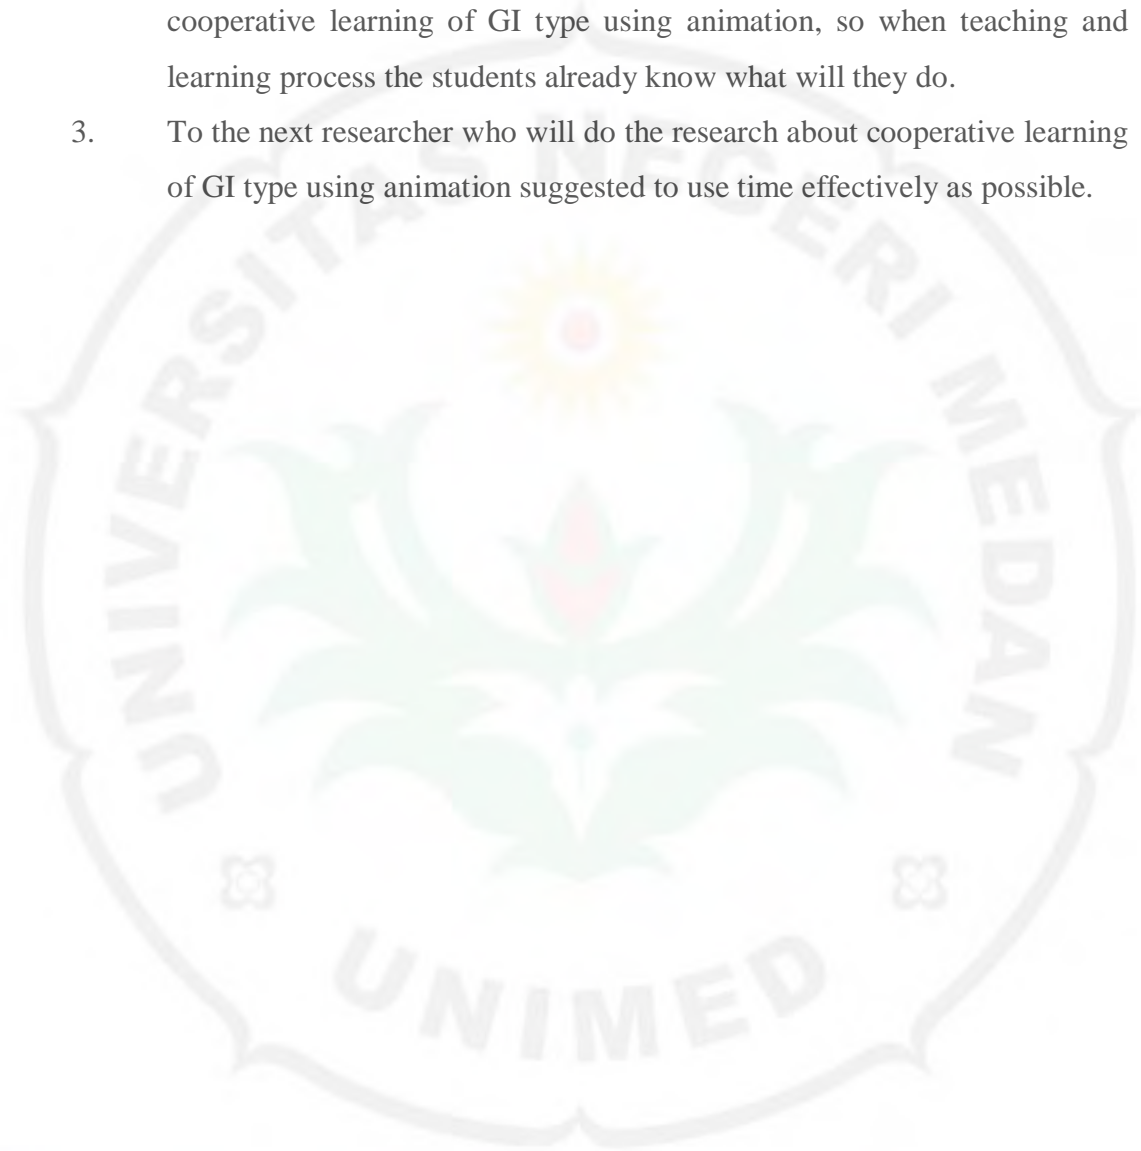 cooperative learning of GI type using animation, so when teaching and
learning process the students already know what will they do.
3. To the next researcher who will do the research about cooperative learning
of GI type using animation suggested to use time effectively as possible.
UNIVERSITAS NEGERI MEDAN
UNIMED